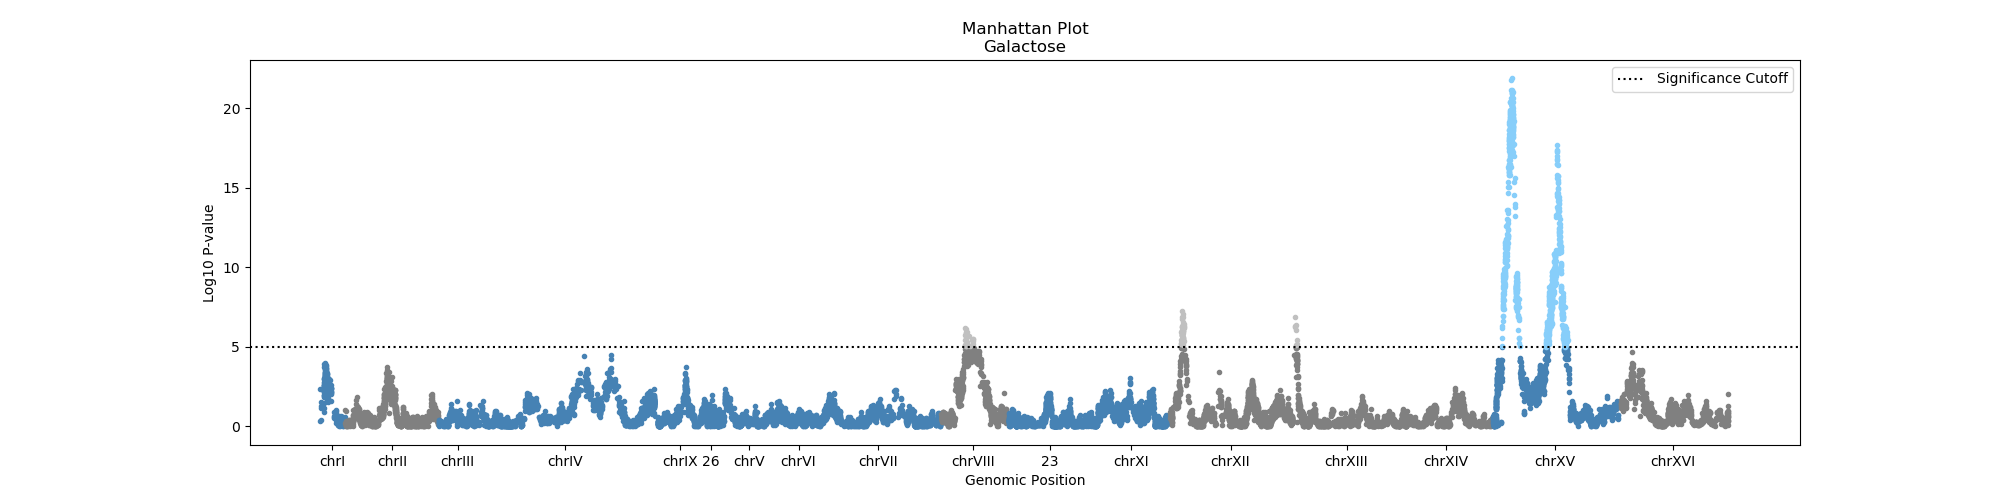 Manhattan Plot
Galactose
Significance Cutoff
Log10 P-value
20
15
10
5
0
chrI chrII chrIII chrIV chrIX 26 chrV chrVI chrVII chrVIII 23 chrXI chrXII chrXIII chrXIV chrXV chrXVI
Genomic Position